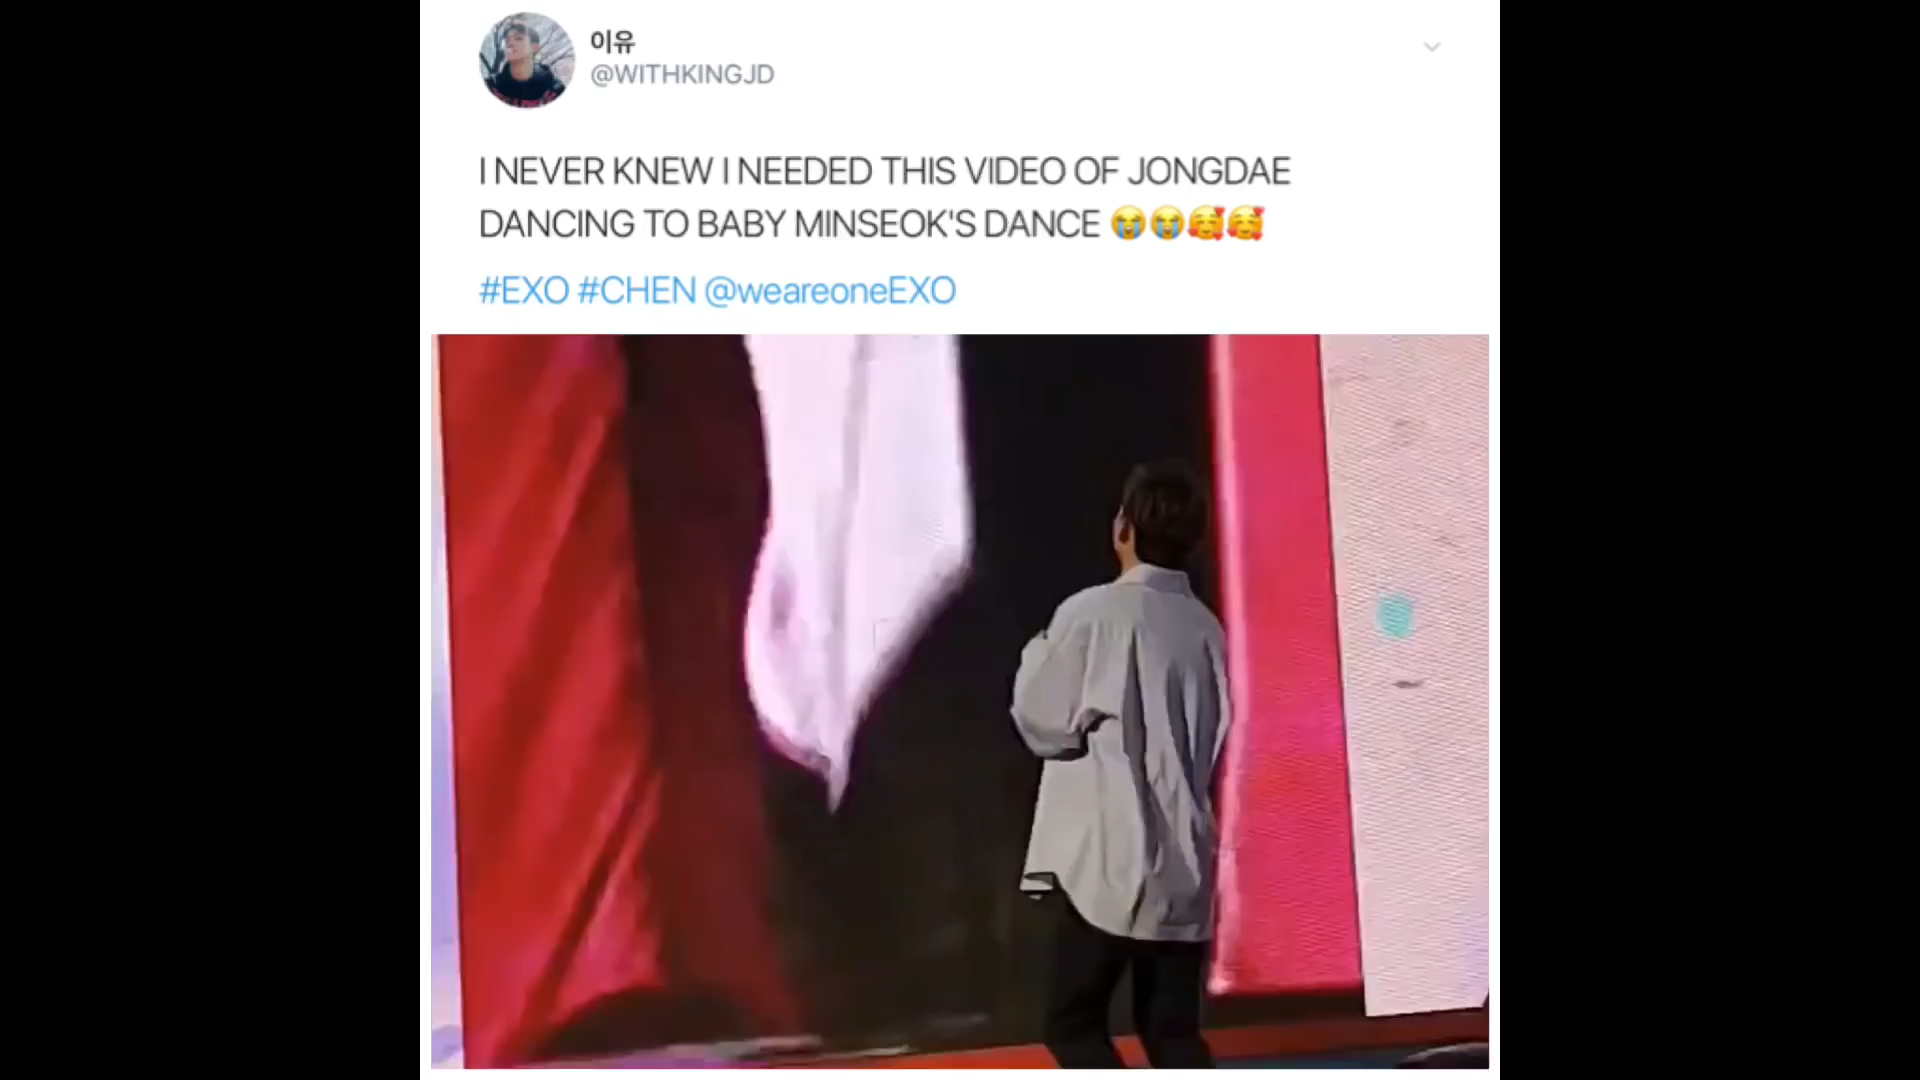 이유
@WITHKINGJD
I NEVER KNEW I NEEDED THIS VIDEO OF JONGDAE
DANCING TO BABY MINSEOK'S DANCE 😭😭🥰🥰
#EXO #CHEN @weareoneEXO